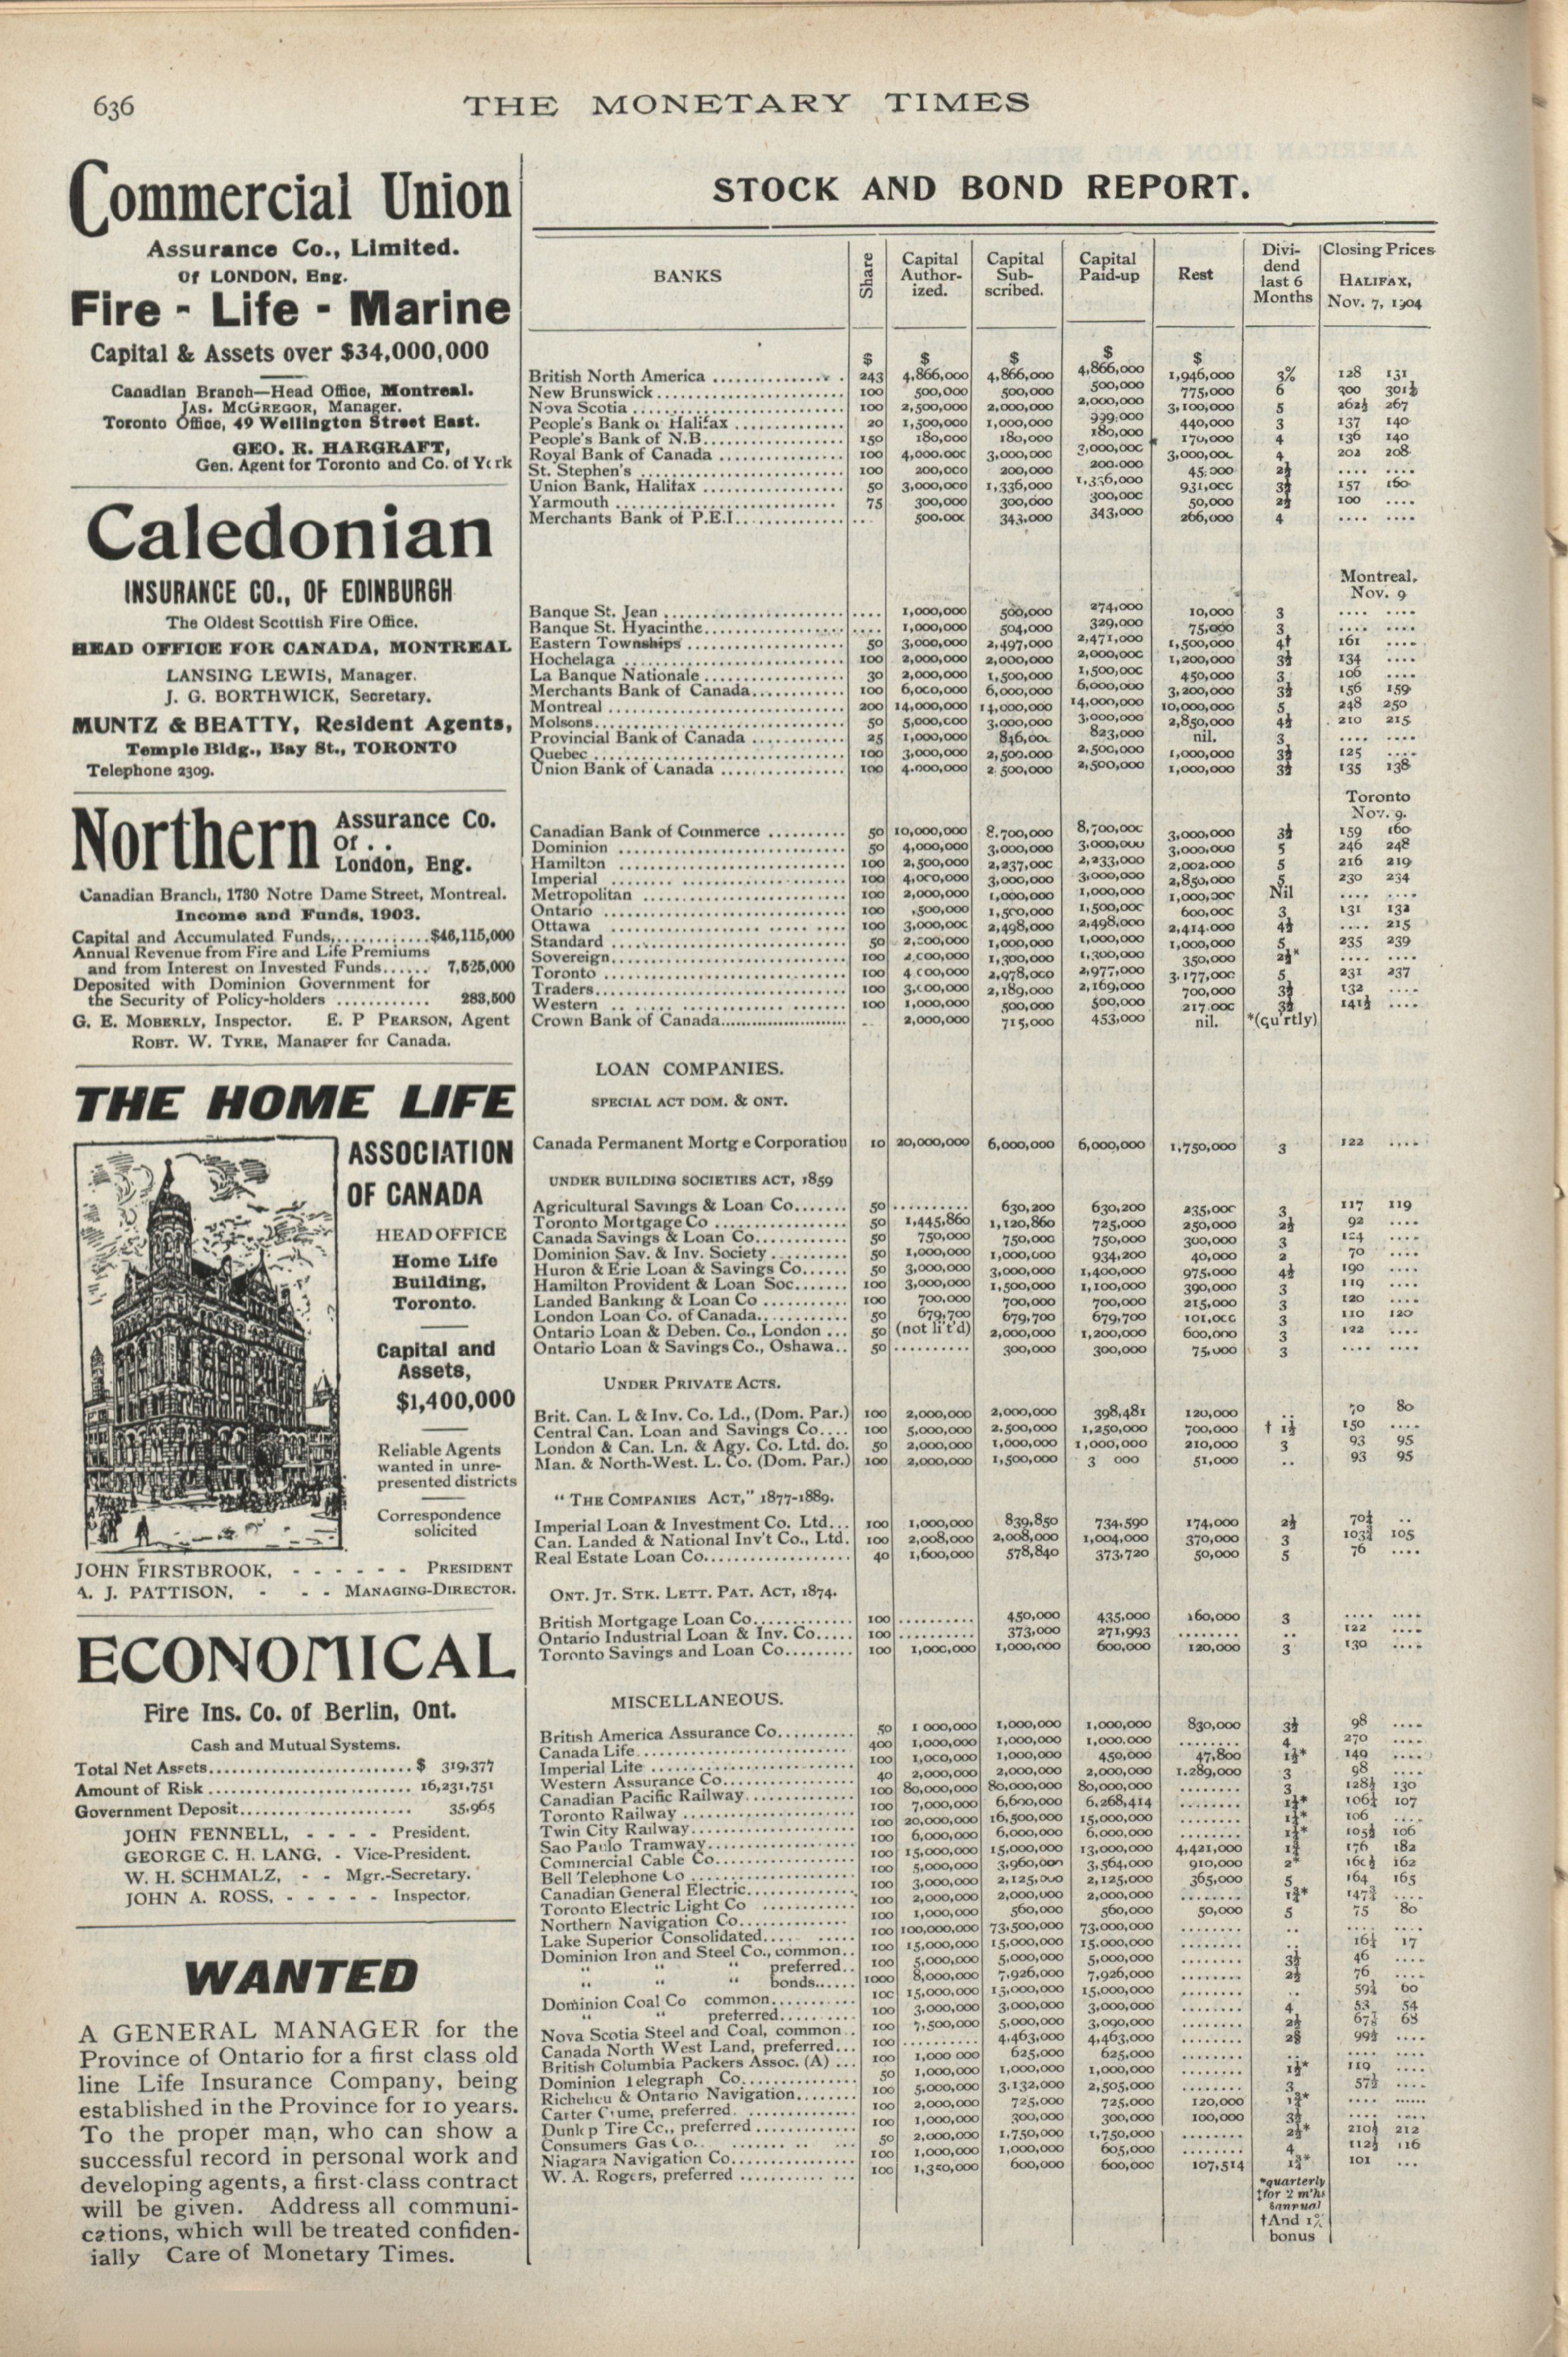 636
THE MONETARY TIMES
Commercial Union
Assurance Co., Limited.
Of LONDON, Eng.
Fire - Life - Marine
Capital & Assets over $34,000,000
Canadian Branch—Head Office, Montreal.
JAS. MCGREGOR, Manager.
Toronto Office, 49 Wellington Street East.
GEO. R. HARGRAFT,
Gen. Agent for Toronto and Co. of York
Caledonian
INSURANCE CO., OF EDINBURGH
The Oldest Scottish Fire Office.
HEAD OFFICE FOR CANADA, MONTREAL
LANSING LEWIS, Manager.
J. G. BORTHWICK, Secretary.
MUNTZ & BEATTY, Resident Agents,
Temple Bldg., Bay St., TORONTO
Telephone 2309.
Northern
Assurance Co.
Of . .
London, Eng.
Canadian Branch, 1730 Notre Dame Street, Montreal.
Income and Funds, 1903.
Capital and Accumulated Funds,............$46,115,000
Annual Revenue from Fire and Life Premiums
and from Interest on Invested Funds...... 7,525,000
Deposited with Dominion Government for
the Security of Policy-holders ............ 283,500
G. E. MOBERLY, Inspector. E. P PEARSON, Agent
ROBT. W. TYRE, Manager for Canada.
THE HOME LIFE
ASSOCIATION
OF CANADA
HEAD OFFICE
Home Life
Building,
Toronto.
Capital and
Assets,
$1,400,000
Reliable Agents
wanted in unre-
presented districts
Correspondence
solicited
JOHN FIRSTBROOK, - - - - - - PRESIDENT
A. J. PATTISON, - - - MANAGING-DIRECTOR.
ECONOMICAL
Fire Ins. Co. of Berlin, Ont.
Cash and Mutual Systems.
Total Net Assets.......................... $ 319,377
Amount of Risk.......................... 16,231,751
Government Deposit...................... 35,965
JOHN FENNELL, - - - - President.
GEORGE C. H. LANG, - Vice-President.
W. H. SCHMALZ, - - Mgr.-Secretary.
JOHN A. ROSS, - - - - - Inspector.
WANTED
A GENERAL MANAGER for the
Province of Ontario for a first class old
line Life Insurance Company, being
established in the Province for 10 years.
To the proper man, who can show a
successful record in personal work and
developing agents, a first-class contract
will be given. Address all communi-
cations, which will be treated confiden-
ially Care of Monetary Times.
STOCK AND BOND REPORT.
BANKS | Share | Capital Author-ized. | Capital Sub-scribed. | Capital Paid-up | Rest | Divi-dend last 6 Months | Closing Prices
HALIFAX,
Nov. 7, 1904
$ $ $ $ $
British North America 243 4,866,000 4,866,000 4,866,000 1,946,000 3% 128 131
New Brunswick 100 500,000 500,000 500,000 775,000 6 300 301½
Nova Scotia 100 2,500,000 2,000,000 2,000,000 3,100,000 5 262½ 267
People's Bank of Halifax 20 1,500,000 1,000,000 999,000 440,000 3 137 140
People's Bank of N.B. 150 180,000 180,000 180,000 170,000 4 136 140
Royal Bank of Canada 100 4,000,000 3,000,000 3,000,000 3,000,000 4 202 208
St. Stephen's 100 200,000 200,000 200,000 45,000 2½ .... ....
Union Bank, Halifax 50 3,000,000 1,336,000 1,336,000 931,000 3½ 157 160
Yarmouth 75 300,000 300,000 300,000 50,000 2½ 100 ....
Merchants Bank of P.E.I. ... 500,000 343,000 343,000 266,000 4 .... ....
Montreal,
Nov. 9
Banque St. Jean .... 1,000,000 500,000 274,000 10,000 3 .... ....
Banque St. Hyacinthe .... 1,000,000 504,000 329,000 75,000 3 .... ....
Eastern Townships 50 3,000,000 2,497,000 2,471,000 1,500,000 4† 161 ....
Hochelaga 100 2,000,000 2,000,000 2,000,000 1,200,000 3½ 134 ....
La Banque Nationale 30 2,000,000 1,500,000 1,500,000 450,000 3 106 ....
Merchants Bank of Canada 100 6,000,000 6,000,000 6,000,000 3,200,000 3½ 156 159
Montreal 200 14,000,000 14,000,000 14,000,000 10,000,000 5 248 250
Molsons 50 5,000,000 3,000,000 3,000,000 2,850,000 4½ 210 215
Provincial Bank of Canada 25 1,000,000 846,000 823,000 nil. 3 .... ....
Quebec 100 3,000,000 2,500,000 2,500,000 1,000,000 3½ 125 ....
Union Bank of Canada 100 4,000,000 2,500,000 2,500,000 1,000,000 3½ 135 138
Toronto
Nov. 9.
Canadian Bank of Commerce 50 10,000,000 8,700,000 8,700,000 3,000,000 3½ 159 160
Dominion 50 4,000,000 3,000,000 3,000,000 3,000,000 5 246 248
Hamilton 100 2,500,000 2,237,000 2,233,000 2,002,000 5 216 219
Imperial 100 4,000,000 3,000,000 3,000,000 2,850,000 5 230 234
Metropolitan 100 2,000,000 1,000,000 1,000,000 1,000,000 Nil .... ....
Ontario 100 ,500,000 1,500,000 1,500,000 600,000 3 131 132
Ottawa 100 3,000,000 2,498,000 2,498,000 2,414,000 4½ .... 215
Standard 50 2,000,000 1,000,000 1,000,000 1,000,000 5 235 239
Sovereign 100 2,000,000 1,300,000 1,300,000 350,000 .... ....
Toronto 100 4,000,000 2,978,000 2,977,000 3,177,000 5 231 237
Traders 100 3,000,000 2,189,000 2,169,000 700,000 3½ 132 ....
Western 100 1,000,000 500,000 500,000 217,000 3½ 141½ ....
Crown Bank of Canada .. 2,000,000 715,000 453,000 nil. *(qu'rtly)
LOAN COMPANIES.
SPECIAL ACT DOM. & ONT.
Canada Permanent Mortg e Corporation 10 20,000,000 6,000,000 6,000,000 1,750,000 3 122 ....
UNDER BUILDING SOCIETIES ACT, 1859
Agricultural Savings & Loan Co. 50 .......... 630,200 630,200 235,000 3 117 119
Toronto Mortgage Co 50 1,445,860 1,120,860 725,000 250,000 2½ 92 ....
Canada Savings & Loan Co. 50 750,000 750,000 750,000 300,000 3 124 ....
Dominion Sav. & Inv. Society 50 1,000,000 1,000,000 934,200 40,000 2 70 ....
Huron & Erie Loan & Savings Co. 50 3,000,000 3,000,000 1,400,000 975,000 4½ 190 ....
Hamilton Provident & Loan Soc. 100 3,000,000 1,500,000 1,100,000 390,000 3 119 ....
Landed Banking & Loan Co 100 700,000 700,000 700,000 215,000 3 120 ....
London Loan Co. of Canada 50 679,700 679,700 679,700 101,000 3 110 120
Ontario Loan & Deben. Co., London 50 (not li't'd) 2,000,000 1,200,000 600,000 3 122 ....
Ontario Loan & Savings Co., Oshawa 50 .......... 300,000 300,000 75,000 3 .... ....
UNDER PRIVATE ACTS.
Brit. Can. L & Inv. Co. Ld., (Dom. Par.) 100 2,000,000 2,000,000 398,481 120,000 .. 70 80
Central Can. Loan and Savings Co. 100 5,000,000 2,500,000 1,250,000 700,000 † 1½ 150 ....
London & Can. Ln. & Agy. Co. Ltd. do. 50 2,000,000 1,000,000 1,000,000 210,000 3 93 95
Man. & North-West. L. Co. (Dom. Par.) 100 2,000,000 1,500,000 3 000 51,000 .. 93 95
"THE COMPANIES ACT," 1877-1889.
Imperial Loan & Investment Co. Ltd. 100 1,000,000 839,850 734,590 174,000 2½ ..
Can. Landed & National Inv't Co., Ltd. 100 2,008,000 2,008,000 1,004,000 370,000 3 105
Real Estate Loan Co. 40 1,600,000 578,840 373,720 50,000 5 76 ....
ONT. JT. STK. LETT. PAT. ACT, 1874.
British Mortgage Loan Co. 100 .......... 450,000 435,000 160,000 3 .... ....
Ontario Industrial Loan & Inv. Co. 100 .......... 373,000 271,993 ........ .. 122 ....
Toronto Savings and Loan Co. 100 1,000,000 1,000,000 600,000 120,000 3 130 ....
MISCELLANEOUS.
British America Assurance Co. 50 1 000,000 1,000,000 1,000,000 830,000 3½ 98 ....
Canada Life 400 1,000,000 1,000,000 1,000,000 ........ 4 270 ....
Imperial Life 100 1,000,000 1,000,000 450,000 47,800 149 ....
Western Assurance Co. 40 2,000,000 2,000,000 2,000,000 1,289,000 3 98 ....
Canadian Pacific Railway 100 80,000,000 80,000,000 80,000,000 ........ 3 130
Toronto Railway 100 7,000,000 6,600,000 6,268,414 ........ 107
Twin City Railway 100 20,000,000 16,500,000 15,000,000 ........ 106 ....
Sao Paulo Tramway 100 6,000,000 6,000,000 6,000,000 ........ 106
Commercial Cable Co. 100 15,000,000 15,000,000 13,000,000 4,421,000 176 182
Bell Telephone Co 100 5,000,000 3,960,000 3,564,000 910,000 2* 162
Canadian General Electric 100 3,000,000 2,125,000 2,125,000 365,000 5 164 165
Toronto Electric Light Co 100 2,000,000 2,000,000 2,000,000 ........ ....
Northern Navigation Co. 100 1,000,000 560,000 560,000 50,000 5 75 80
Lake Superior Consolidated 100 100,000,000 73,500,000 73,000,000 ........ .. .... ....
Dominion Iron and Steel Co., common 100 15,000,000 15,000,000 15,000,000 ........ .. 17
" " " preferred 100 5,000,000 5,000,000 5,000,000 ........ 3½ 46 ....
" " " bonds 1000 8,000,000 7,926,000 7,926,000 ........ 2½ 76 ....
Dominion Coal Co common 100 15,000,000 15,000,000 15,000,000 ........ .. 60
" " preferred 100 3,000,000 3,000,000 3,000,000 ........ 4 53 54
Nova Scotia Steel and Coal, common 100 7,500,000 5,000,000 3,090,000 ........ 68
Canada North West Land, preferred 100 .......... 4,463,000 4,463,000 ........ ....
British Columbia Packers Assoc. (A) 100 1,000 000 625,000 625,000 ........ .. .... ....
Dominion Telegraph Co. 50 1,000,000 1,000,000 1,000,000 ........ 119 ....
Richelieu & Ontario Navigation 100 5,000,000 3,132,000 2,505,000 ........ 3 57½ ....
Carter Crume, preferred 100 2,000,000 725,000 725,000 120,000 .... ......
Dunlop Tire Co., preferred 100 1,000,000 300,000 300,000 100,000 3½ .... ....
Consumers Gas Co. 50 2,000,000 1,750,000 1,750,000 ........ 210½ 212
Niagara Navigation Co. 100 1,000,000 1,000,000 605,000 ........ 4 112½ 116
W. A. Rogers, preferred 100 1,350,000 600,000 600,000 107,514 101 ...
*quarterly
‡for 2 m'hs
§annual
†And 1%
bonus